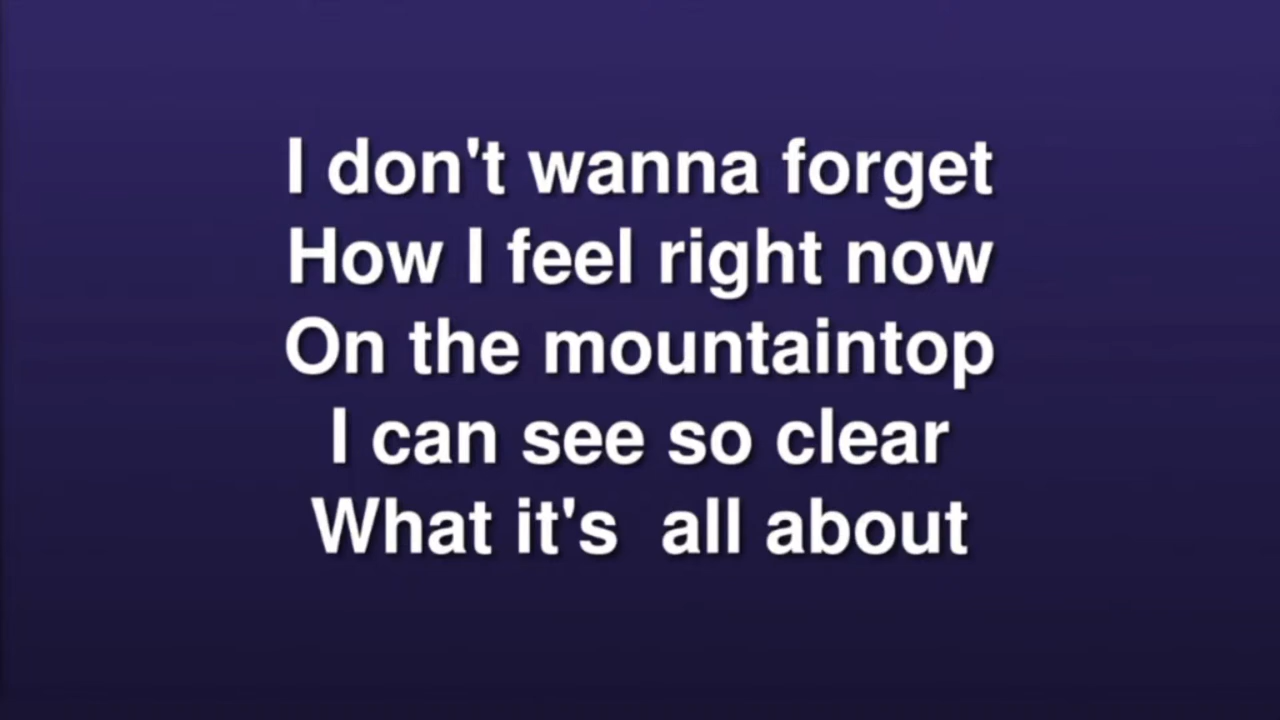 I don't wanna forget
How I feel right now
On the mountaintop
I can see so clear
What it's  all about